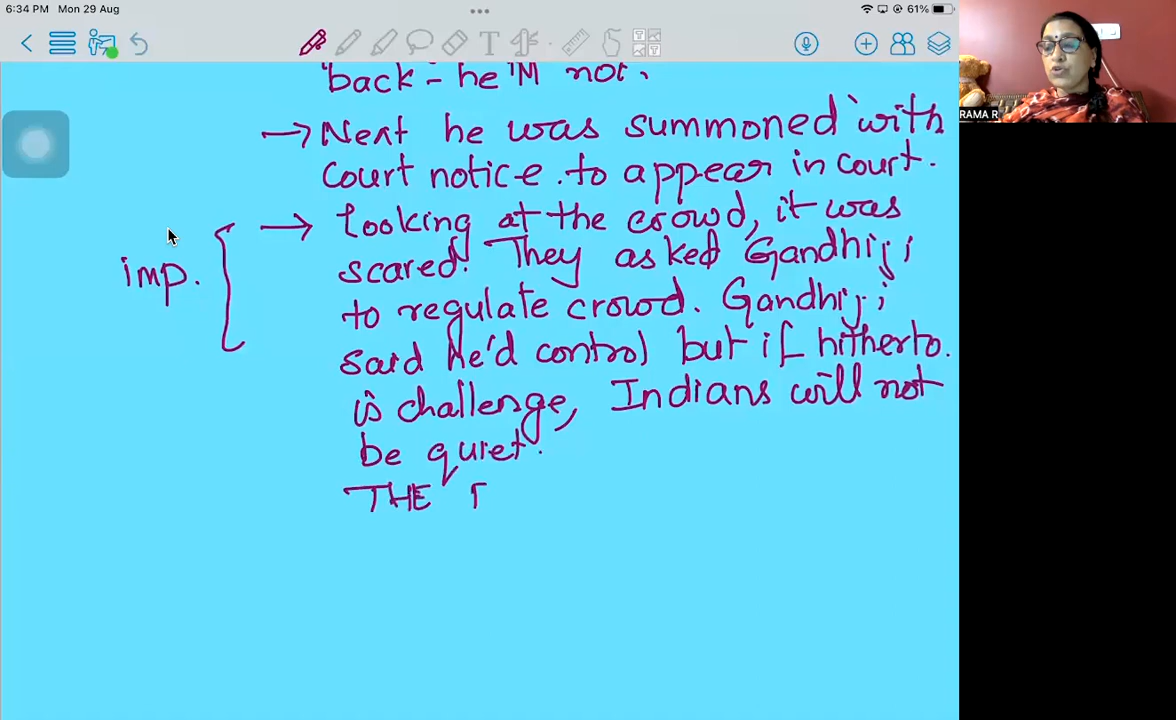 6:34 PM Mon 29 Aug
61%
RAMA R
back - he'M not.
→ Next he was summoned with
court notice. to appear in court.
→ looking at the crowd, it was
scared. They asked Gandhiji
imp.
to regulate crowd. Gandhiji
said he'd control but if hitherto.
is challenge, Indians will not
be quiet.
THE